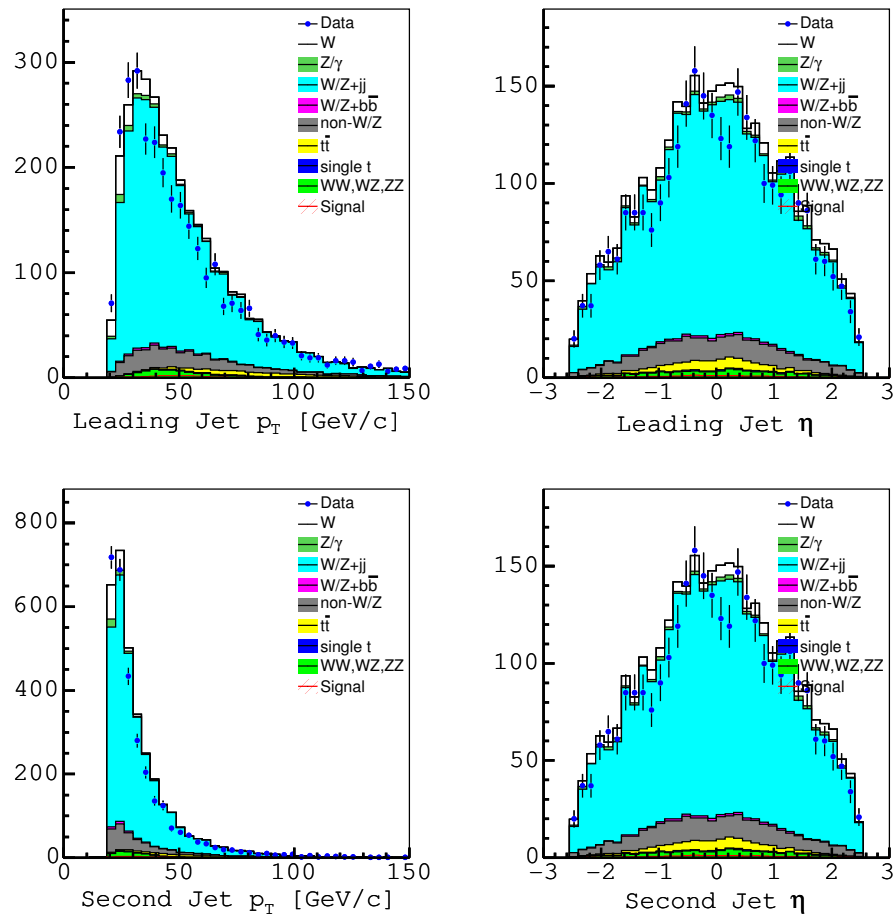 300
200
100
0
0 50 100 150
Leading Jet p_T [GeV/c]
Data
W
Z/γ
W/Z+jj
W/Z+bb̅
non-W/Z
tt̅
single t
WW,WZ,ZZ
Signal
150
100
50
0
−3 −2 −1 0 1 2 3
Leading Jet η
Data
W
Z/γ
W/Z+jj
W/Z+bb̅
non-W/Z
tt̅
single t
WW,WZ,ZZ
Signal
800
600
400
200
0
0 50 100 150
Second Jet p_T [GeV/c]
Data
W
Z/γ
W/Z+jj
W/Z+bb̅
non-W/Z
tt̅
single t
WW,WZ,ZZ
Signal
150
100
50
0
−3 −2 −1 0 1 2 3
Second Jet η
Data
W
Z/γ
W/Z+jj
W/Z+bb̅
non-W/Z
tt̅
single t
WW,WZ,ZZ
Signal